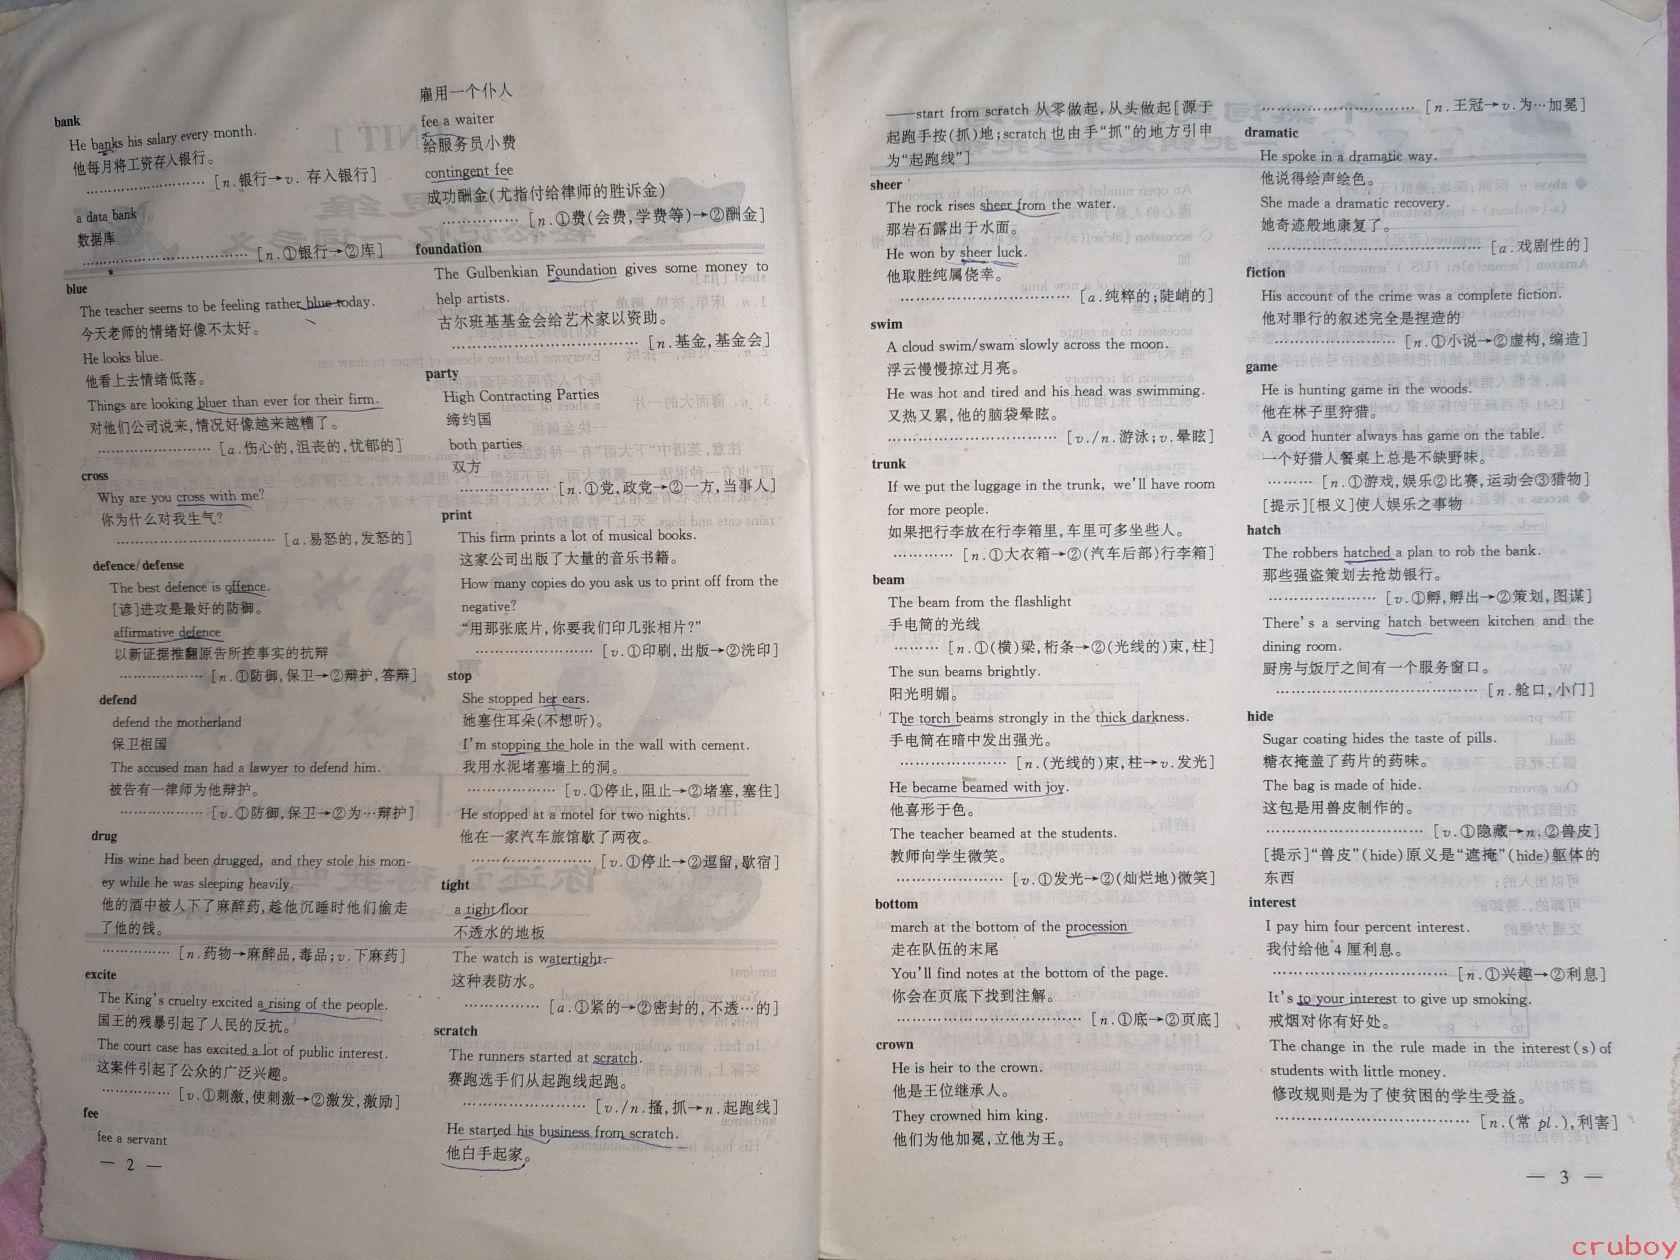 bank
He banks his salary every month.
他每月将工资存入银行。
………………………[n.银行→v. 存入银行]
a data bank
数据库
………………………………[n.①银行→②库]
blue
The teacher seems to be feeling rather blue today.
今天老师的情绪好像不太好。
He looks blue.
他看上去情绪低落。
Things are looking bluer than ever for their firm.
对他们公司说来,情况好像越来越糟了。
……………………[a.伤心的,沮丧的,忧郁的]
cross
Why are you cross with me?
你为什么对我生气?
……………………………[a.易怒的,发怒的]
defence/defense
The best defence is offence.
[谚]进攻是最好的防御。
affirmative defence
以新证据推翻原告所控事实的抗辩
………………[n.①防御,保卫→②辩护,答辩]
defend
defend the motherland
保卫祖国
The accused man had a lawyer to defend him.
被告有一律师为他辩护。
………………[v.①防御,保卫→②为…辩护]
drug
His wine had been drugged, and they stole his mon-
ey while he was sleeping heavily.
他的酒中被人下了麻醉药,趁他沉睡时他们偷走
了他的钱。
…………………[n.药物→麻醉品,毒品;v.下麻药]
excite
The King's cruelty excited a rising of the people.
国王的残暴引起了人民的反抗。
The court case has excited a lot of public interest.
这案件引起了公众的广泛兴趣。
……………[v.①刺激,使刺激→②激发,激励]
fee
fee a servant
— 2 —
雇用一个仆人
fee a waiter
给服务员小费
contingent fee
成功酬金(尤指付给律师的胜诉金)
……………[n.①费(会费,学费等)→②酬金]
foundation
The Gulbenkian Foundation gives some money to
help artists.
古尔班基基金会给艺术家以资助。
…………………………………[n.基金,基金会]
party
High Contracting Parties
缔约国
both parties
双方
………………[n.①党,政党→②一方,当事人]
print
This firm prints a lot of musical books.
这家公司出版了大量的音乐书籍。
How many copies do you ask us to print off from the
negative?
“用那张底片,你要我们印几张相片?”
……………………[v.①印刷,出版→②洗印]
stop
She stopped her ears.
她塞住耳朵(不想听)。
I'm stopping the hole in the wall with cement.
我用水泥堵塞墙上的洞。
………………[v.①停止,阻止→②堵塞,塞住]
He stopped at a motel for two nights.
他在一家汽车旅馆歇了两夜。
……………………[v.①停止→②逗留,歇宿]
tight
a tight floor
不透水的地板
The watch is watertight.
这种表防水。
……………[a.①紧的→②密封的,不透…的]
scratch
The runners started at scratch.
赛跑选手们从起跑线起跑。
……………………[v./n.搔,抓→n.起跑线]
He started his business from scratch.
他白手起家。
——start from scratch 从零做起,从头做起[源于
起跑手按(抓)地;scratch也由手“抓”的地方引申
为“起跑线”]
sheer
The rock rises sheer from the water.
那岩石露出于水面。
He won by sheer luck.
他取胜纯属侥幸。
………………………………[a.纯粹的;陡峭的]
swim
A cloud swim/swam slowly across the moon.
浮云慢慢掠过月亮。
He was hot and tired and his head was swimming.
又热又累,他的脑袋晕眩。
………………………………[v./n.游泳;v.晕眩]
trunk
If we put the luggage in the trunk, we'll have room
for more people.
如果把行李放在行李箱里,车里可多坐些人。
…………[n.①大衣箱→②(汽车后部)行李箱]
beam
The beam from the flashlight
手电筒的光线
………[n.①(横)梁,桁条→②(光线的)束,柱]
The sun beams brightly.
阳光明媚。
The torch beams strongly in the thick darkness.
手电筒在暗中发出强光。
…………………[n.(光线的)束,柱→v.发光]
He became beamed with joy.
他喜形于色。
The teacher beamed at the students.
教师向学生微笑。
…………………[v.①发光→②(灿烂地)微笑]
bottom
march at the bottom of the procession
走在队伍的末尾
You'll find notes at the bottom of the page.
你会在页底下找到注解。
…………………………………[n.①底→②页底]
crown
He is heir to the crown.
他是王位继承人。
They crowned him king.
他们为他加冕,立他为王。
……………………………[n.王冠→v.为…加冕]
dramatic
He spoke in a dramatic way.
他说得绘声绘色。
She made a dramatic recovery.
她奇迹般地康复了。
………………………………………[a.戏剧性的]
fiction
His account of the crime was a complete fiction.
他对罪行的叙述完全是捏造的
………………………[n.①小说→②虚构,编造]
game
He is hunting game in the woods.
他在林子里狩猎。
A good hunter always has game on the table.
一个好猎人餐桌上总是不缺野味。
………[n.①游戏,娱乐②比赛,运动会③猎物]
[提示][根义]使人娱乐之事物
hatch
The robbers hatched a plan to rob the bank.
那些强盗策划去抢劫银行。
…………………[v.①孵,孵出→②策划,图谋]
There's a serving hatch between kitchen and the
dining room.
厨房与饭厅之间有一个服务窗口。
……………………………………[n.舱口,小门]
hide
Sugar coating hides the taste of pills.
糖衣掩盖了药片的药味。
The bag is made of hide.
这包是用兽皮制作的。
……………………………[v.①隐藏→n.②兽皮]
[提示]“兽皮”(hide)原义是“遮掩”(hide)躯体的
东西
interest
I pay him four percent interest.
我付给他4厘利息。
………………………………[n.①兴趣→②利息]
It's to your interest to give up smoking.
戒烟对你有好处。
The change in the rule made in the interest(s)of
students with little money.
修改规则是为了使贫困的学生受益。
…………………………………[n.(常 pl.),利害]
— 3 —
cruboy